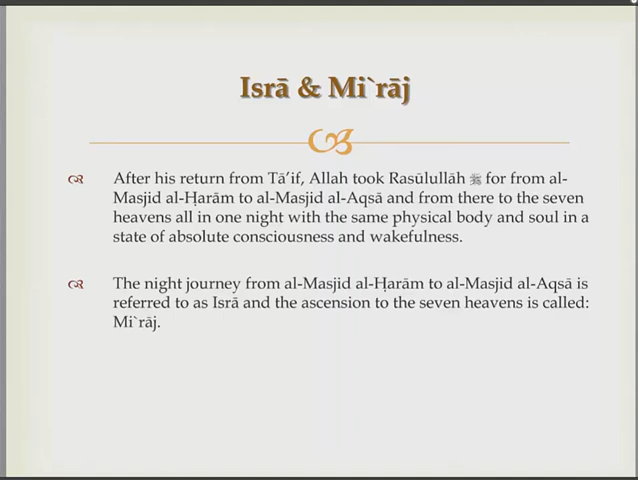 Isrā & Mi`rāj
After his return from Tā’if, Allah took Rasūlullāh ﷺ for from al-
Masjid al-Ḥarām to al-Masjid al-Aqsā and from there to the seven
heavens all in one night with the same physical body and soul in a
state of absolute consciousness and wakefulness.
The night journey from al-Masjid al-Ḥarām to al-Masjid al-Aqsā is
referred to as Isrā and the ascension to the seven heavens is called:
Mi`rāj.